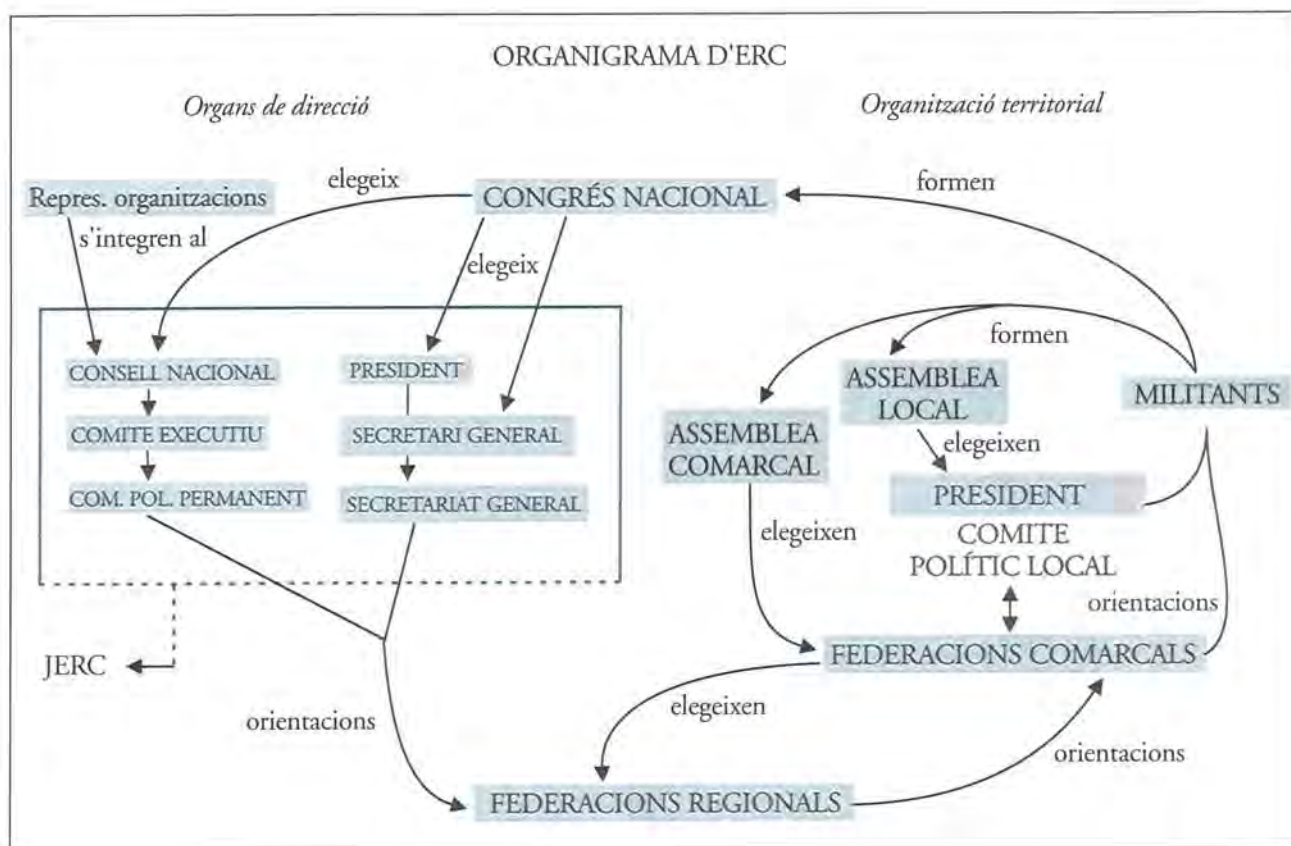 ORGANIGRAMA D'ERC
Organs de direcció
Organització territorial
elegeix
formen
Repres. organitzacions
CONGRÉS NACIONAL
s'integren al
elegeix
formen
CONSELL NACIONAL
PRESIDENT
ASSEMBLEA
LOCAL
MILITANTS
COMITE EXECUTIU
SECRETARI GENERAL
ASSEMBLEA
COMARCAL
elegeixen
COM. POL. PERMANENT
SECRETARIAT GENERAL
PRESIDENT
elegeixen
COMITE
POLÍTIC LOCAL
orientacions
JERC
FEDERACIONS COMARCALS
orientacions
elegeixen
orientacions
FEDERACIONS REGIONALS